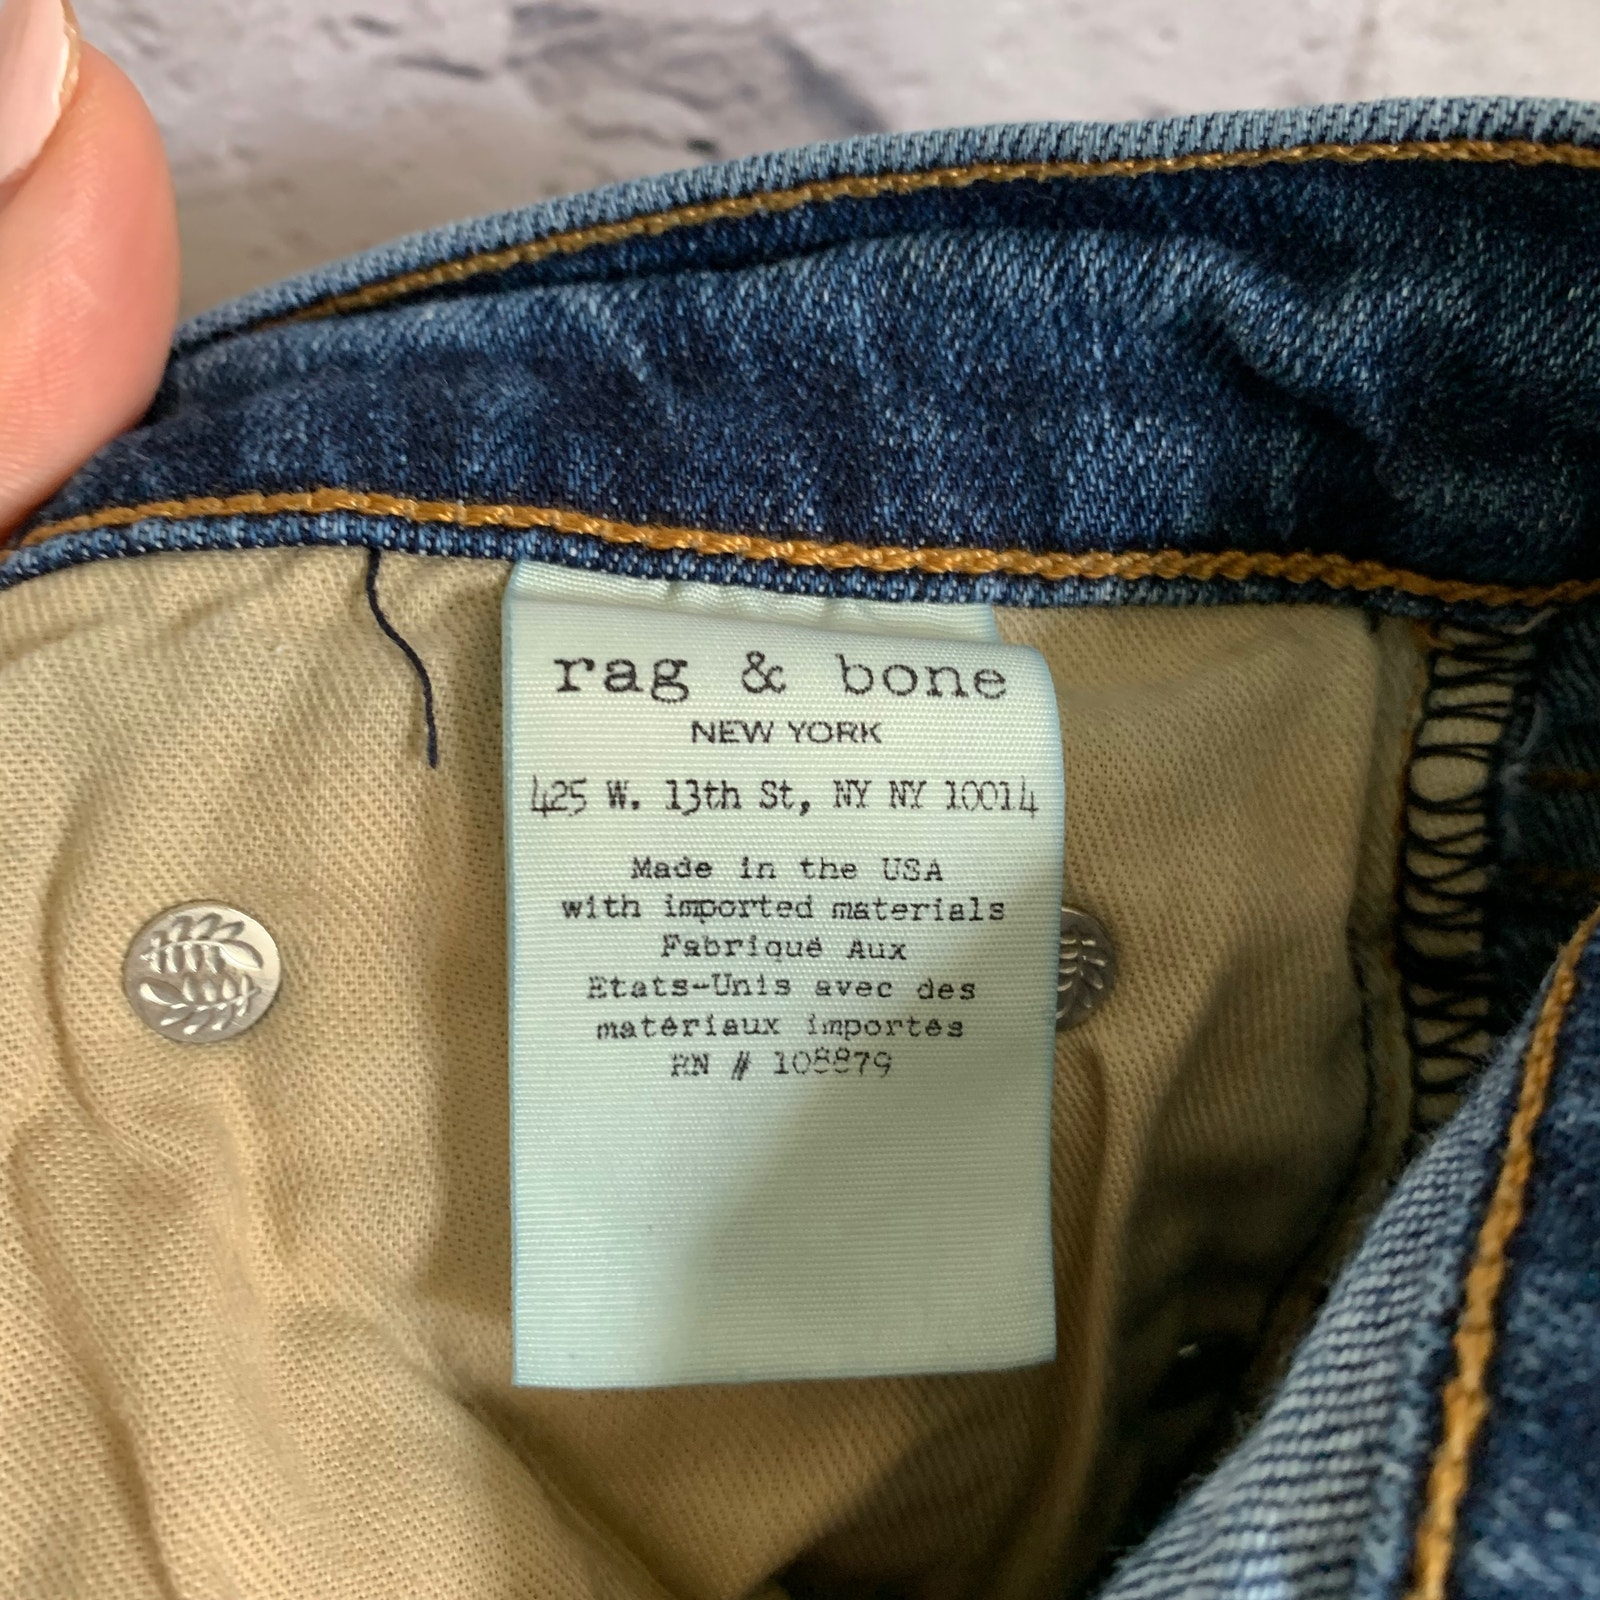 rag & bone
NEW YORK
425 W. 13th St, NY NY 10014
Made in the USA
with imported materials
Fabriqué Aux
Etats-Unis avec des
matériaux importés
RN # 108879